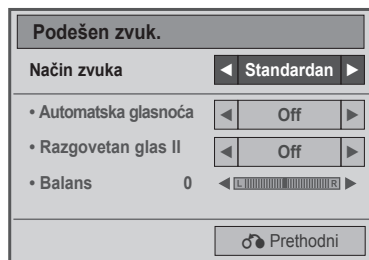 Podešen zvuk.
Način zvuka ◄ Standardan ►
• Automatska glasnoća ◄ Off ►
• Razgovetan glas II ◄ Off ►
• Balans 0 ◄ L R ►
Prethodni